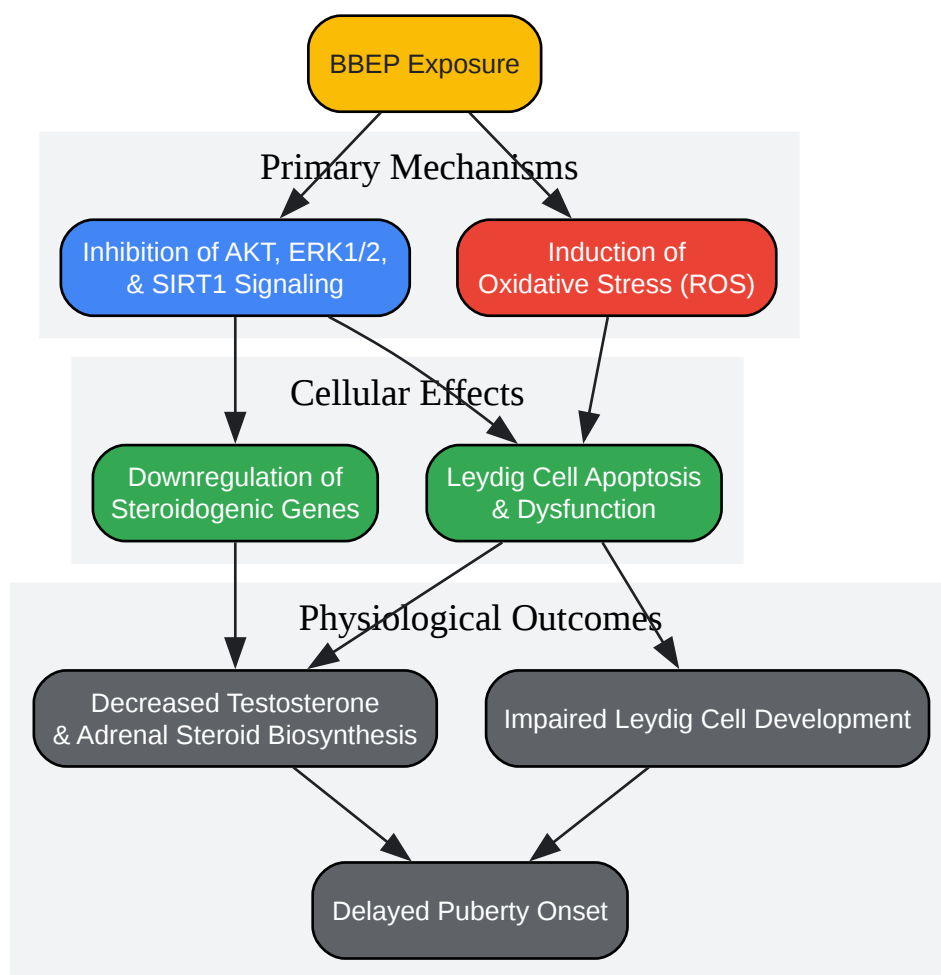 BBEP Exposure
Primary Mechanisms
Inhibition of AKT, ERK1/2,
& SIRT1 Signaling
Induction of
Oxidative Stress (ROS)
Cellular Effects
Downregulation of
Steroidogenic Genes
Leydig Cell Apoptosis
& Dysfunction
Physiological Outcomes
Decreased Testosterone
& Adrenal Steroid Biosynthesis
Impaired Leydig Cell Development
Delayed Puberty Onset